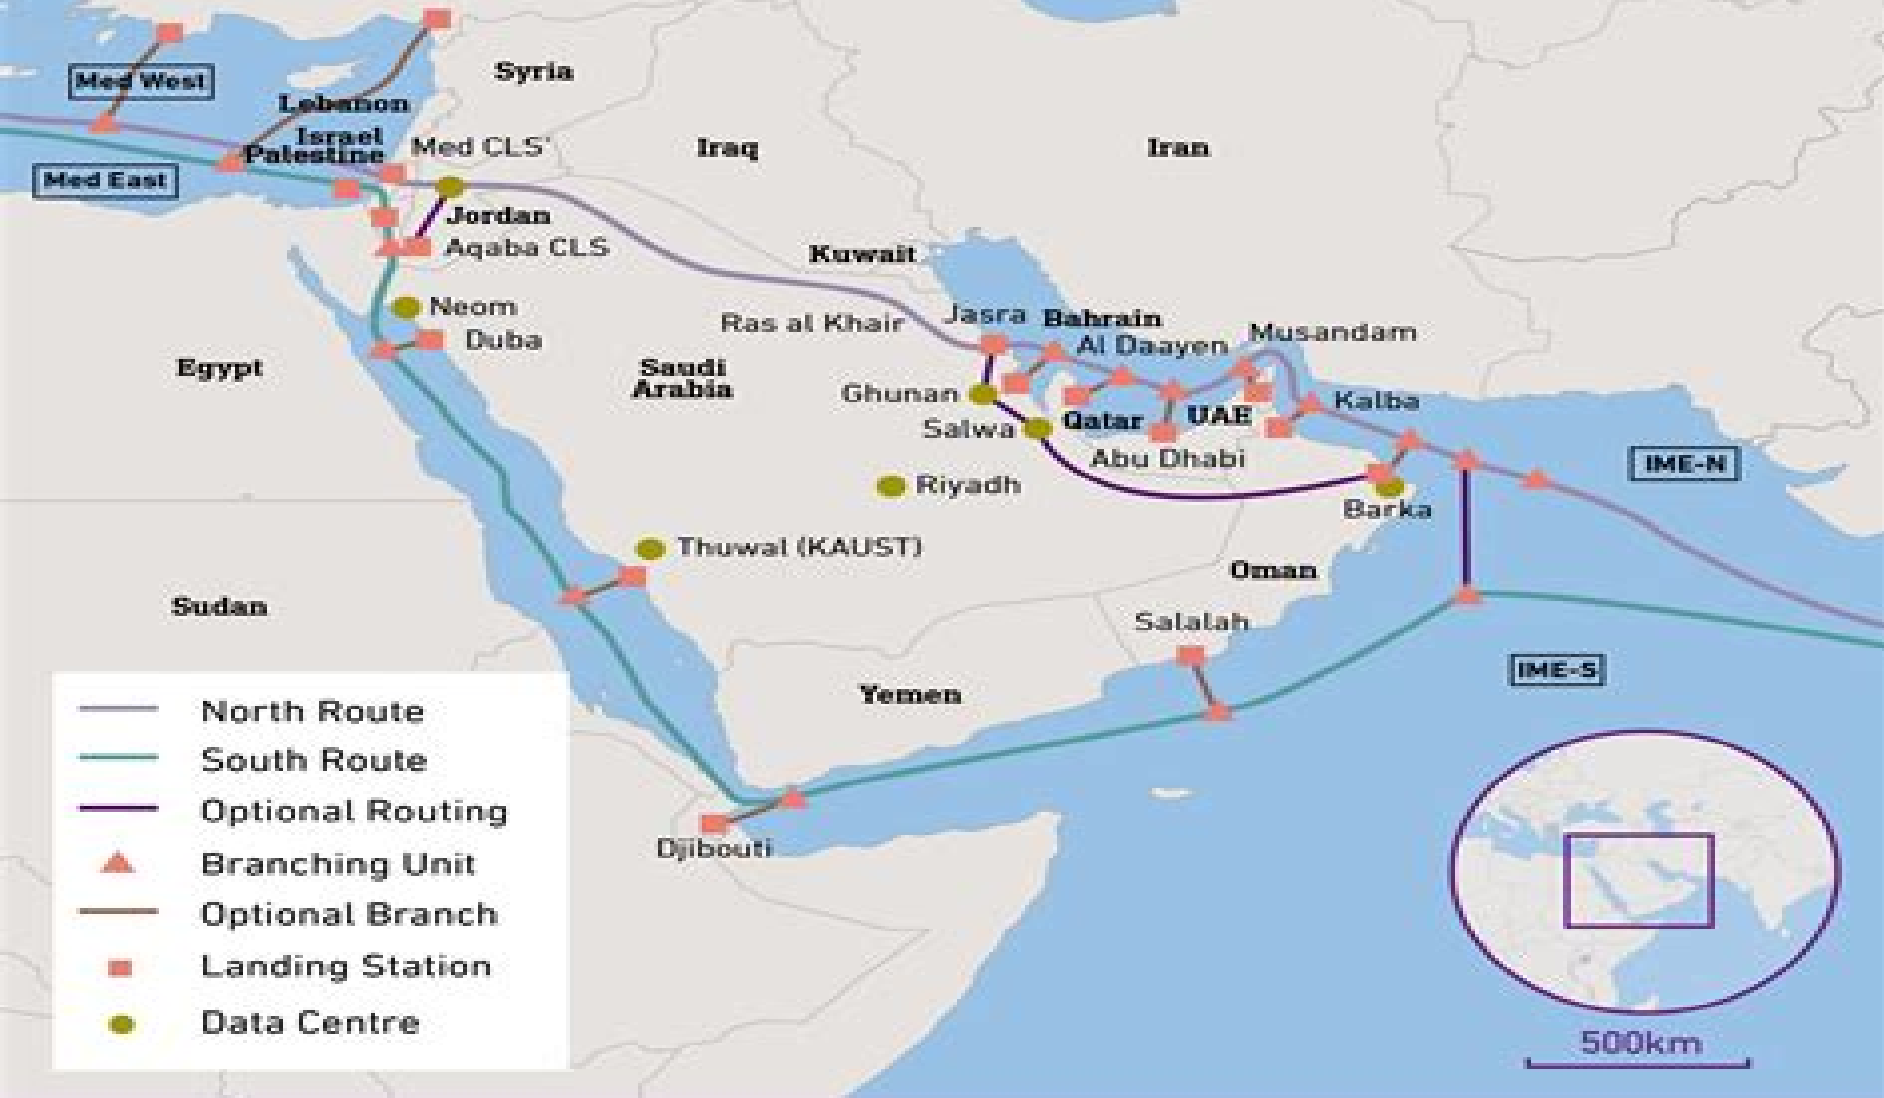 Syria
Med West
Lebanon
Israel
Palestine
Med CLS'
Iraq
Iran
Med East
Jordan
Aqaba CLS
Kuwait
Neom
Duba
Ras al Khair
Jasra
Bahrain
Musandam
Al Daayen
Egypt
Saudi
Arabia
Ghunan
Kalba
Salwa
Qatar
UAE
Abu Dhabi
IME-N
Riyadh
Barka
Thuwal (KAUST)
Oman
Sudan
Salalah
IME-S
Yemen
Djibouti
North Route
South Route
Optional Routing
Branching Unit
Optional Branch
Landing Station
Data Centre
500km